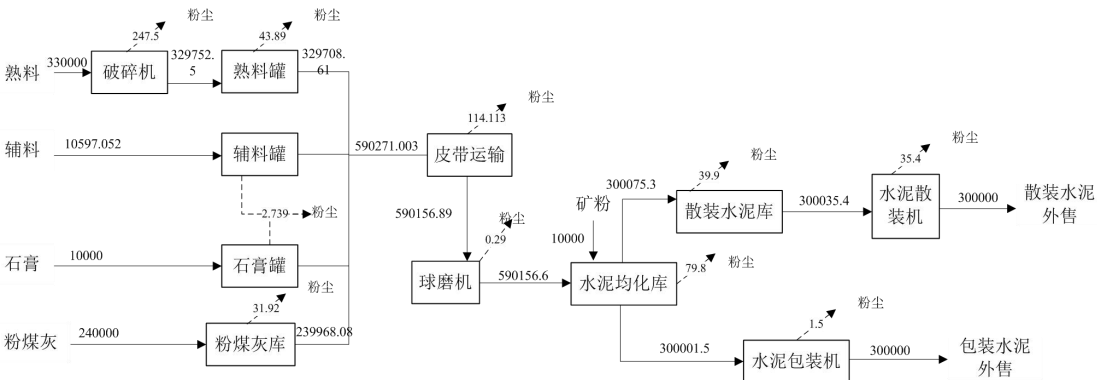 粉尘
粉尘
247.5
43.89
熟料
330000
破碎机
329752.
5
熟料罐
329708.
61
粉尘
114.113
辅料
10597.052
辅料罐
590271.003
皮带运输
粉尘
39.9
粉尘
35.4
2.739
粉尘
590156.89
粉尘
0.29
矿粉
10000
300075.3
散装水泥库
300035.4
水泥散
装机
300000
散装水泥
外售
石膏
10000
石膏罐
球磨机
590156.6
水泥均化库
79.8
粉尘
粉尘
31.92
粉煤灰
240000
粉煤灰库
239968.08
粉尘
1.5
300001.5
水泥包装机
300000
包装水泥
外售